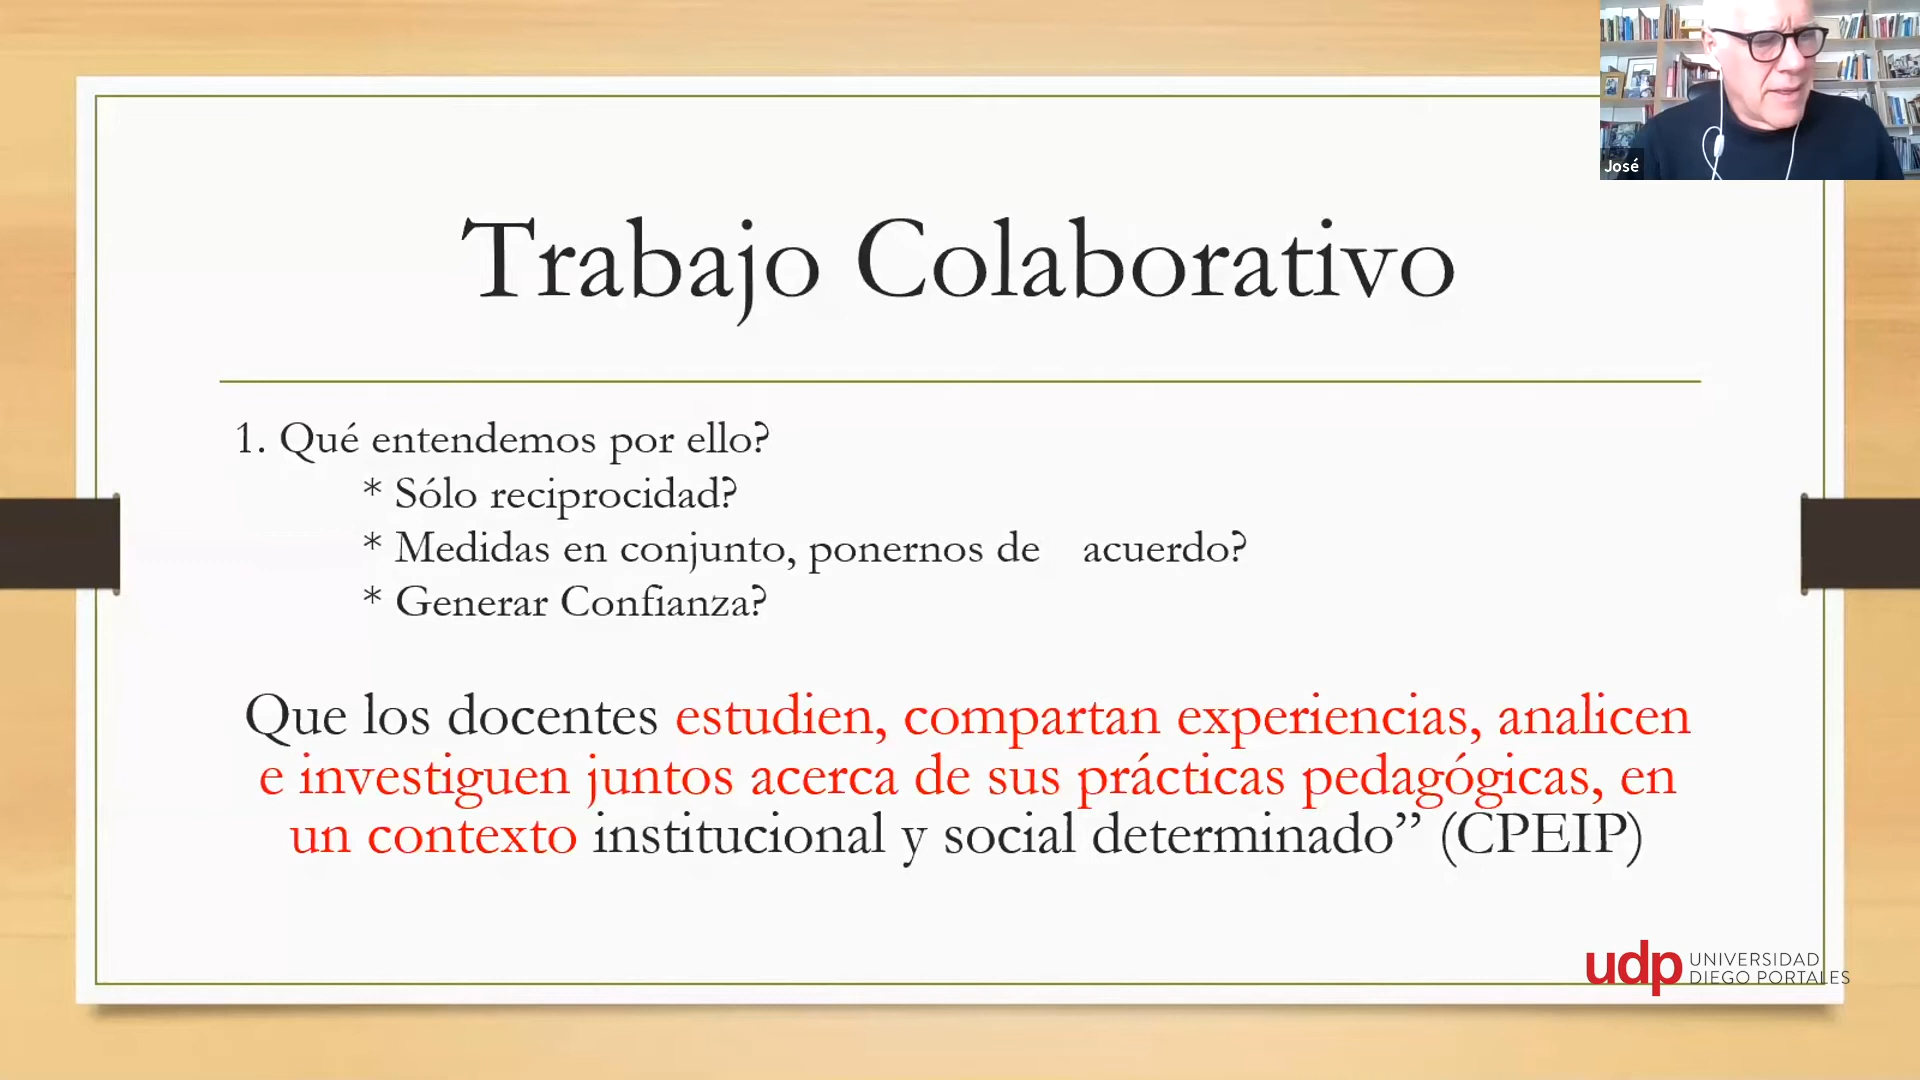 José
Trabajo Colaborativo
1. Qué entendemos por ello?
* Sólo reciprocidad?
* Medidas en conjunto, ponernos de acuerdo?
* Generar Confianza?
Que los docentes estudien, compartan experiencias, analicen
e investiguen juntos acerca de sus prácticas pedagógicas, en
un contexto institucional y social determinado” (CPEIP)
udp UNIVERSIDAD
DIEGO PORTALES